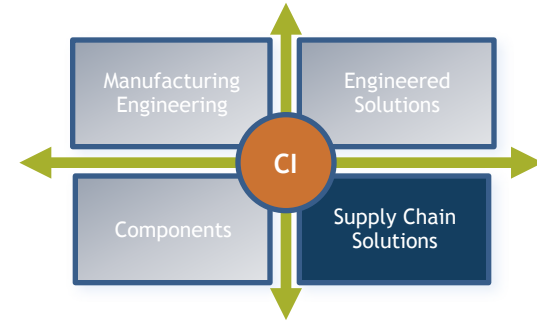 Manufacturing
Engineering
Engineered
Solutions
CI
Components
Supply Chain
Solutions